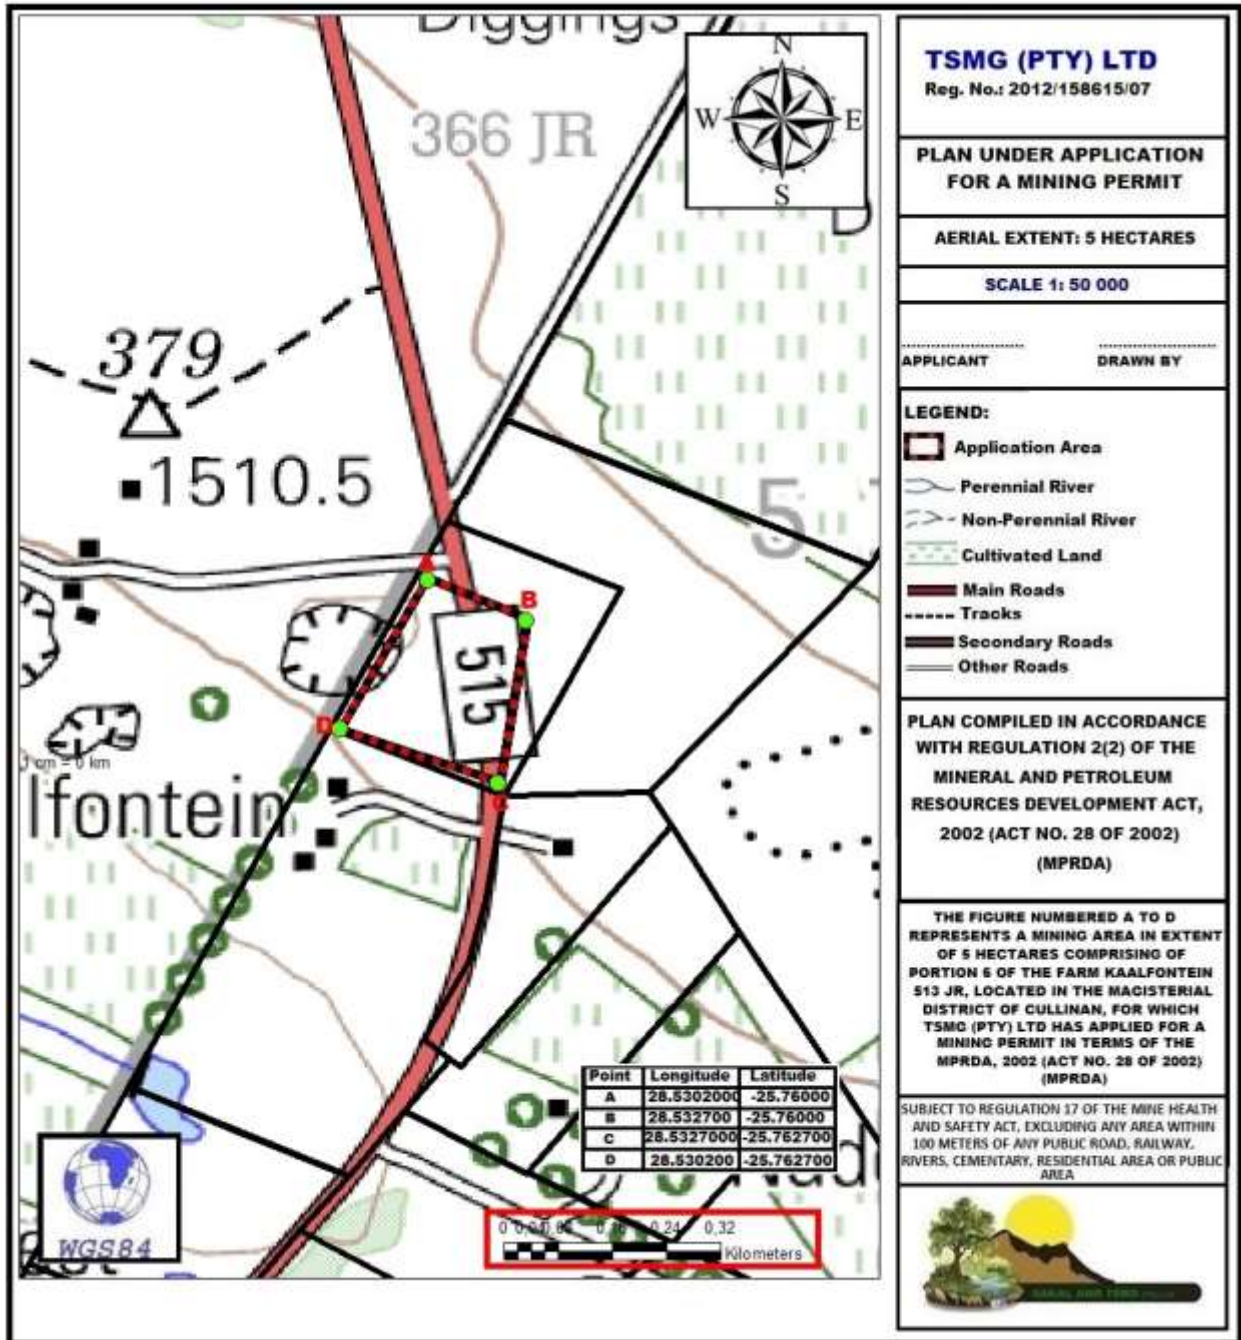 Diggings
366 JR
N
W
E
S
379
1510.5
5
A
B
515
D
C
cm = 0 km
lfontein
Point Longitude Latitude
A 28.5302000 -25.76000
B 28.532700 -25.76000
C 28.5327000 -25.762700
D 28.530200 -25.762700
WGS84
0,16 0,24 0,32
Kilometers
TSMG (PTY) LTD
Reg. No.: 2012/158615/07
PLAN UNDER APPLICATION
FOR A MINING PERMIT
AERIAL EXTENT: 5 HECTARES
SCALE 1: 50 000
APPLICANT DRAWN BY
LEGEND:
Application Area
Perennial River
Non-Perennial River
Cultivated Land
Main Roads
Tracks
Secondary Roads
Other Roads
PLAN COMPILED IN ACCORDANCE
WITH REGULATION 2(2) OF THE
MINERAL AND PETROLEUM
RESOURCES DEVELOPMENT ACT,
2002 (ACT NO. 28 OF 2002)
(MPRDA)
THE FIGURE NUMBERED A TO D
REPRESENTS A MINING AREA IN EXTENT
OF 5 HECTARES COMPRISING OF
PORTION 6 OF THE FARM KAALFONTEIN
513 JR, LOCATED IN THE MAGISTERIAL
DISTRICT OF CULLINAN, FOR WHICH
TSMG (PTY) LTD HAS APPLIED FOR A
MINING PERMIT IN TERMS OF THE
MPRDA, 2002 (ACT NO. 28 OF 2002)
(MPRDA)
SUBJECT TO REGULATION 17 OF THE MINE HEALTH
AND SAFETY ACT, EXCLUDING ANY AREA WITHIN
100 METERS OF ANY PUBLIC ROAD, RAILWAY,
RIVERS, CEMENTARY, RESIDENTIAL AREA OR PUBLIC
AREA